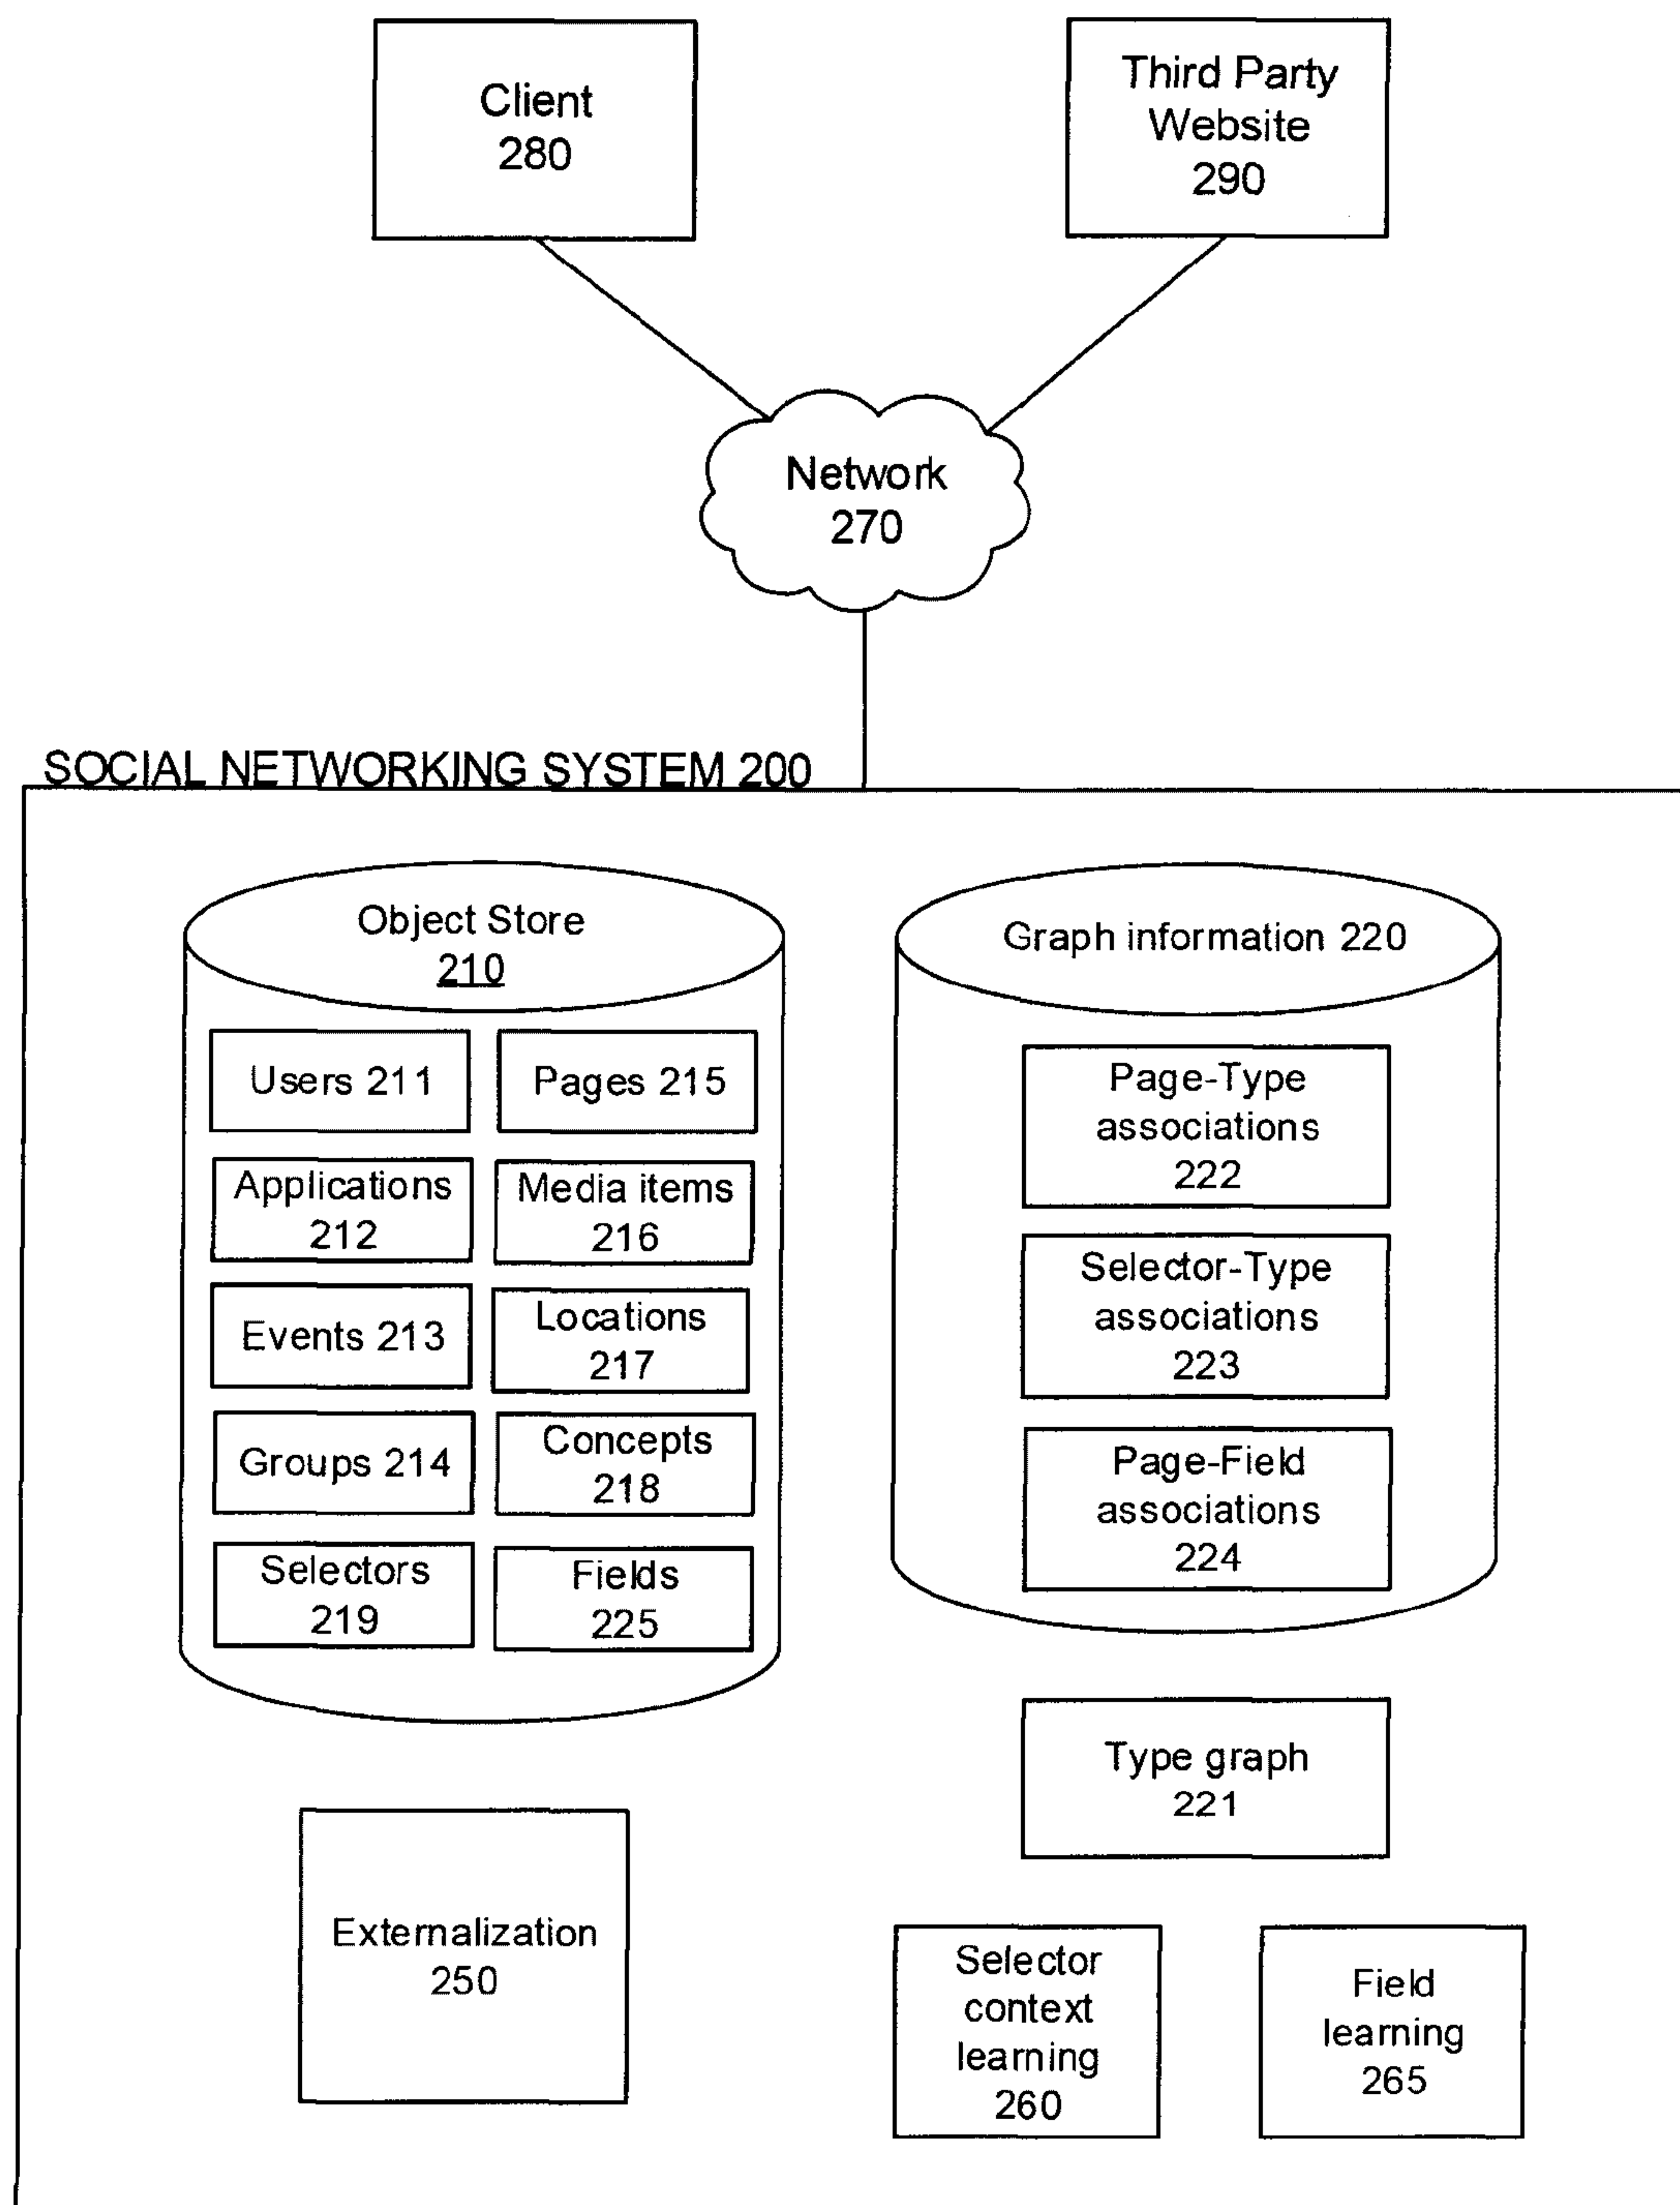 Client
280
Third Party
Website
290
Network
270
SOCIAL NETWORKING SYSTEM 200
Object Store
210
Users 211
Pages 215
Applications
212
Media items
216
Events 213
Locations
217
Groups 214
Concepts
218
Selectors
219
Fields
225
Graph information 220
Page-Type
associations
222
Selector-Type
associations
223
Page-Field
associations
224
Type graph
221
Externalization
250
Selector
context
learning
260
Field
learning
265